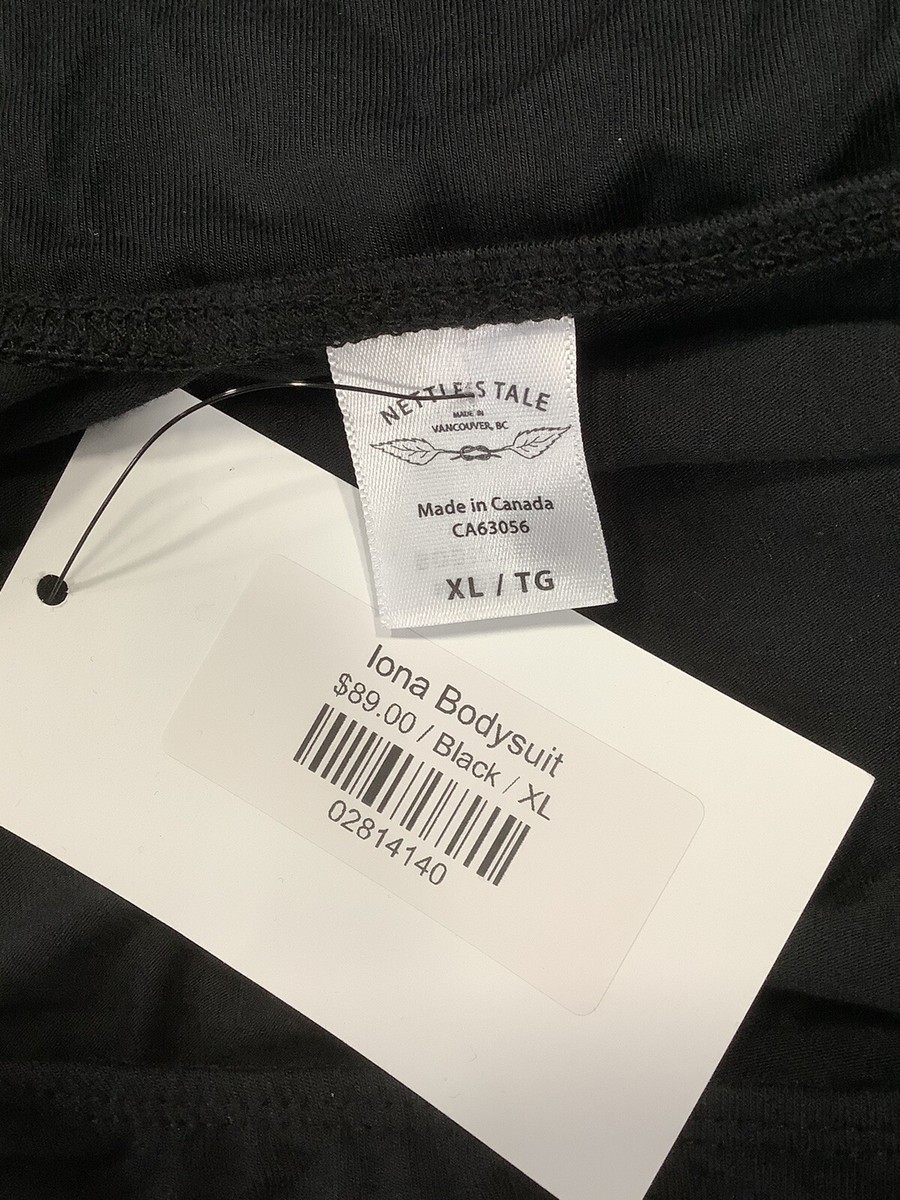 NETTLE'S TALE
MADE IN
VANCOUVER, BC
Made in Canada
CA63056
XL / TG
Iona Bodysuit
$89.00 / Black / XL
02814140